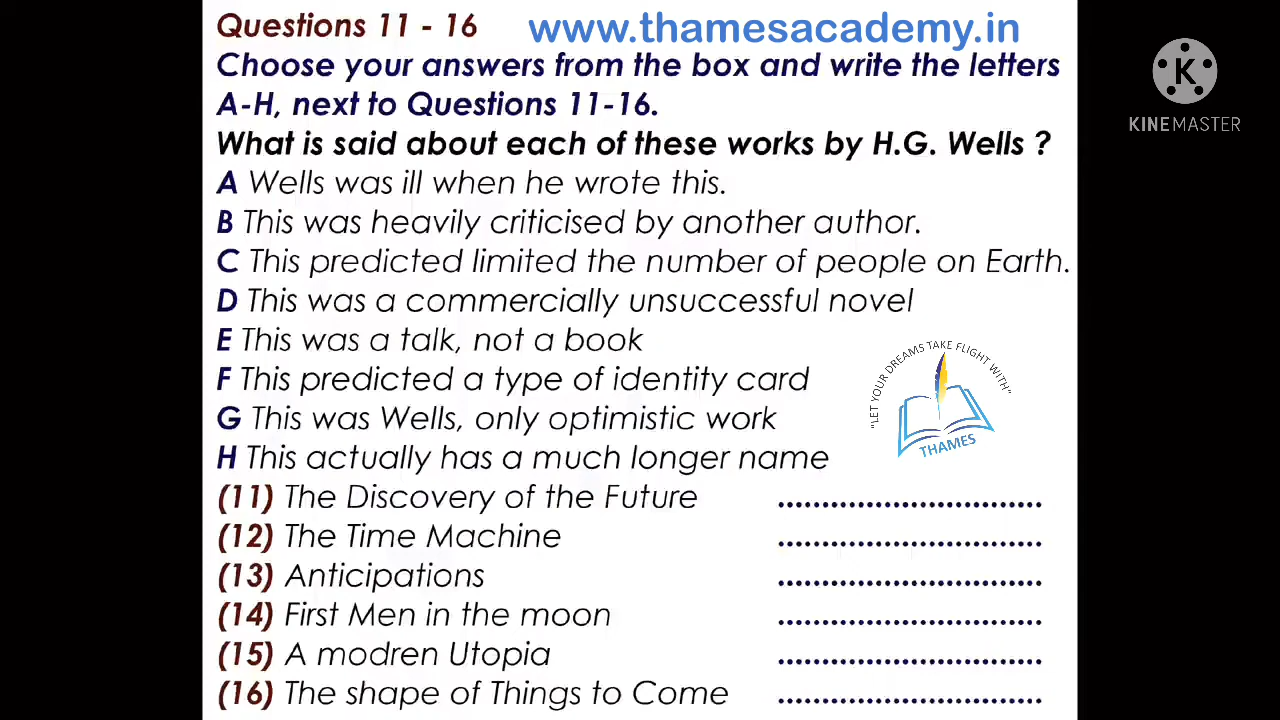 Questions 11 - 16
www.thamesacademy.in
Choose your answers from the box and write the letters
A-H, next to Questions 11-16.
What is said about each of these works by H.G. Wells ?
A Wells was ill when he wrote this.
B This was heavily criticised by another author.
C This predicted limited the number of people on Earth.
D This was a commercially unsuccessful novel
E This was a talk, not a book
F This predicted a type of identity card
G This was Wells, only optimistic work
H This actually has a much longer name
(11) The Discovery of the Future ..............................
(12) The Time Machine ..............................
(13) Anticipations ..............................
(14) First Men in the moon ..............................
(15) A modren Utopia ..............................
(16) The shape of Things to Come ..............................
K
KINEMASTER
"LET YOUR DREAMS TAKE FLIGHT WITH"
THAMES